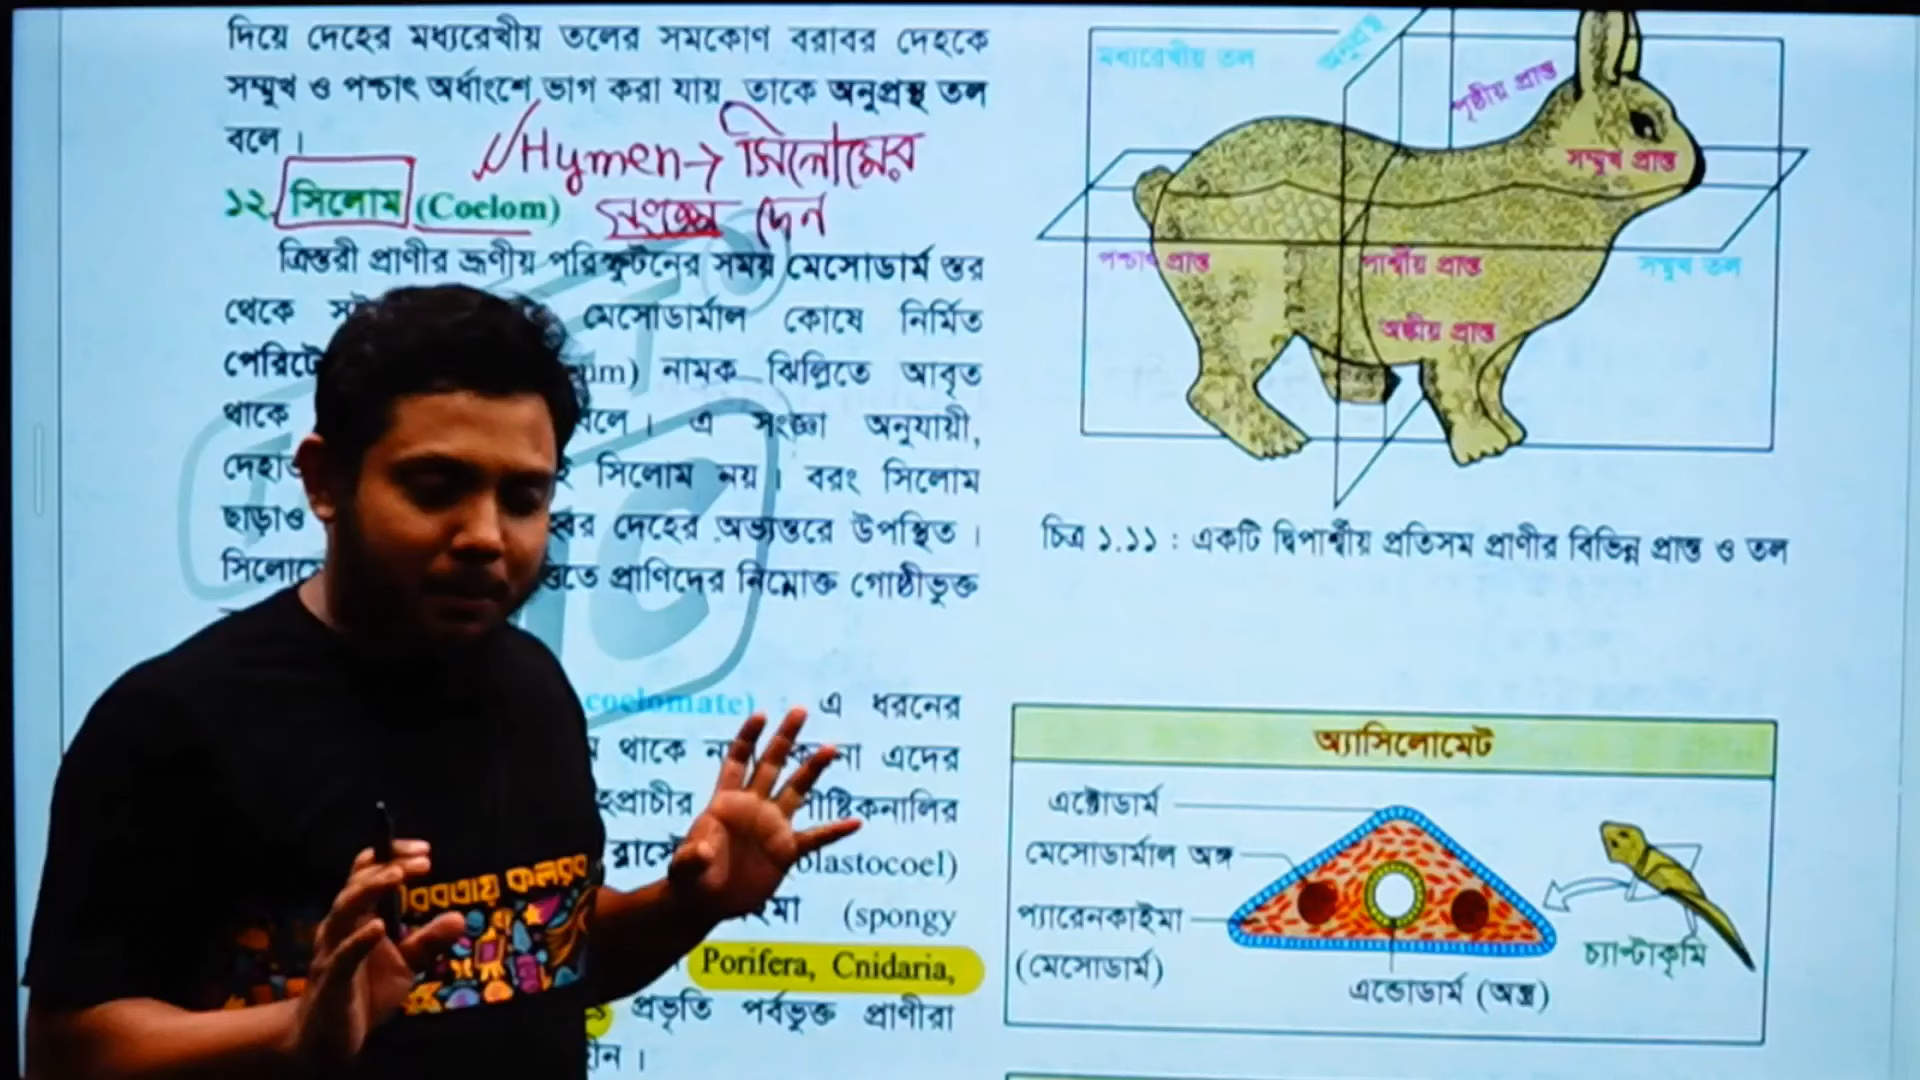 দিয়ে দেহের মধ্যরেখীয় তলের সমকোণ বরাবর দেহকে
সম্মুখ ও পশ্চাৎ অর্ধাংশে ভাগ করা যায়, তাকে অনুপ্রস্থ তল
বলে ।
Hymen → সিলোমের
সংজ্ঞা দেন
১২. সিলোম (Coelom)
ত্রিস্তরী প্রাণীর ভ্রূণীয় পরিস্ফুটনের সময় মেসোডার্ম স্তর
থেকে মেসোডার্মাল কোষে নির্মিত
নামক ঝিল্লিতে আবৃত
থাকে বলে । এ সংজ্ঞা অনুযায়ী,
সিলোম নয় । বরং সিলোম
ছাড়াও দেহের অভ্যন্তরে উপস্থিত ।
প্রাণিদের নিম্নোক্ত গোষ্ঠীভুক্ত
coelomate) : এ ধরনের
থাকে না এদের
পৌষ্টিকনালির
blastocoel)
(spongy
Porifera, Cnidaria,
প্রভৃতি পর্বভুক্ত প্রাণীরা
মধ্যরেখীয় তল
অনুপ্রস্থ
পৃষ্ঠীয় প্রান্ত
সম্মুখ প্রান্ত
পশ্চাৎ প্রান্ত
পার্শ্বীয় প্রান্ত
সম্মুখ তল
অঙ্কীয় প্রান্ত
চিত্র ১.১১ : একটি দ্বিপার্শ্বীয় প্রতিসম প্রাণীর বিভিন্ন প্রান্ত ও তল
অ্যাসিলোমেট
এক্টোডার্ম
মেসোডার্মাল অঙ্গ
প্যারেনকাইমা
(মেসোডার্ম)
এন্ডোডার্ম (অন্ত্র)
চ্যাপ্টাকৃমি
কলরব